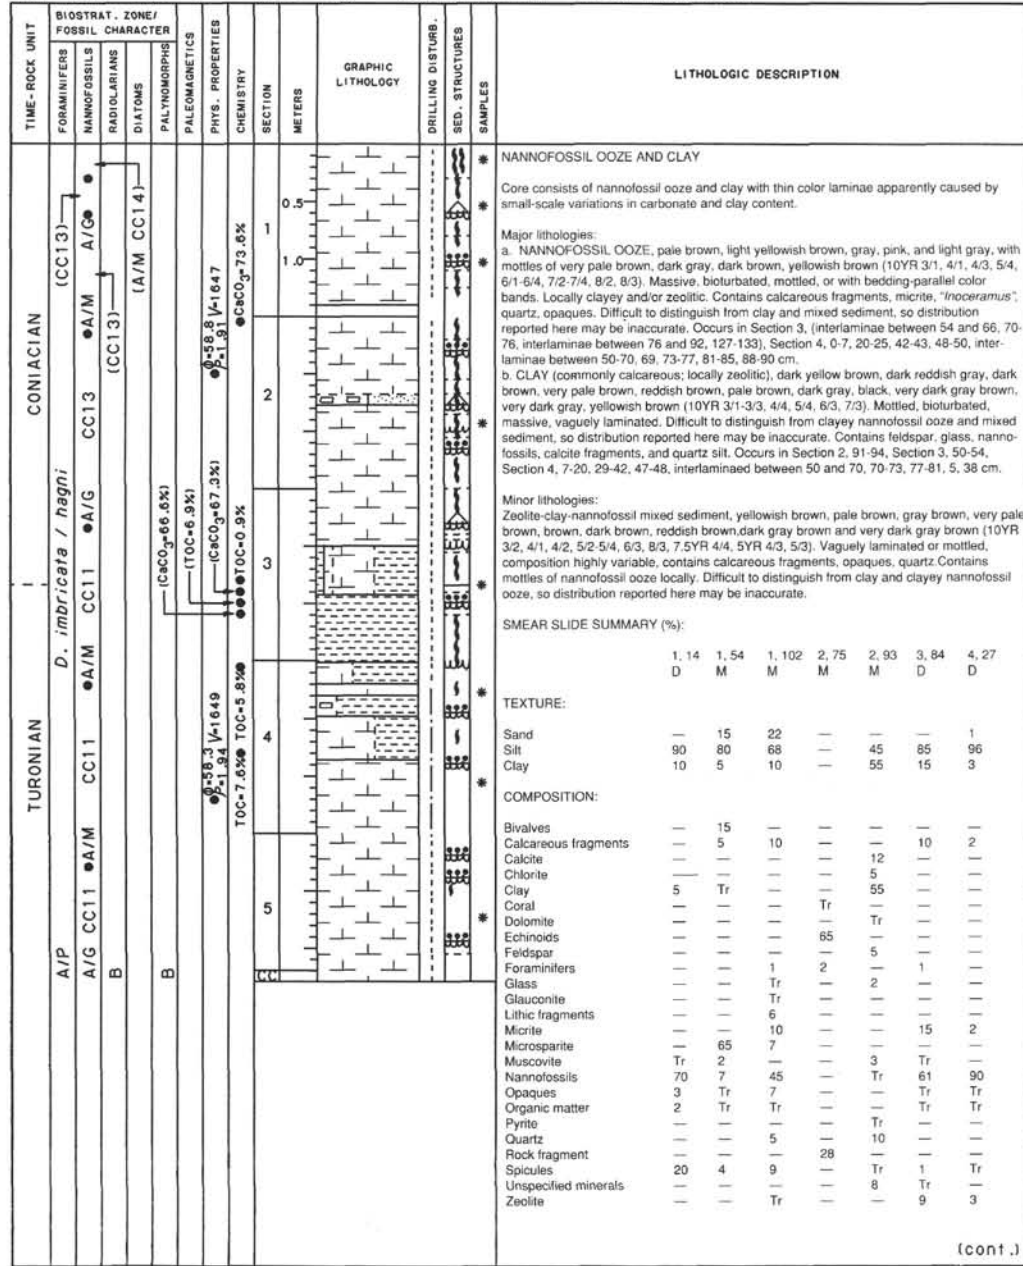 TIME-ROCK UNIT
BIOSTRAT. ZONE/
FOSSIL CHARACTER
FORAMINIFERS
NANNOFOSSILS
RADIOLARIANS
DIATOMS
PALYNOMORPHS
PALEOMAGNETICS
PHYS. PROPERTIES
CHEMISTRY
SECTION
METERS
GRAPHIC
LITHOLOGY
DRILLING DISTURB.
SED. STRUCTURES
SAMPLES
LITHOLOGIC DESCRIPTION
CONIACIAN
TURONIAN
(CC13)
D. imbricata / hagni
A/P
A/G
A/M
CC13
A/G
CC11
A/M
CC11
A/M
CC11
A/G
(CC13)
B
(A/M CC14)
B
(CaCO3=66.6%)
(TOC=6.9%)
(CaCO3=67.3%)
Φ=58.8 V=1647
P=1.91
Φ=58.3 V=1649
P=1.94
CaCO3=73.6%
TOC=0.9%
TOC=5.8%
TOC=7.6%
1
2
3
4
5
CC
0.5
1.0
NANNOFOSSIL OOZE AND CLAY
Core consists of nannofossil ooze and clay with thin color laminae apparently caused by
small-scale variations in carbonate and clay content.
Major lithologies:
a. NANNOFOSSIL OOZE, pale brown, light yellowish brown, gray, pink, and light gray, with
mottles of very pale brown, dark gray, dark brown, yellowish brown (10YR 3/1, 4/1, 4/3, 5/4,
6/1-6/4, 7/2-7/4, 8/2, 8/3). Massive, bioturbated, mottled, or with bedding-parallel color
bands. Locally clayey and/or zeolitic. Contains calcareous fragments, micrite, "Inoceramus",
quartz, opaques. Difficult to distinguish from clay and mixed sediment, so distribution
reported here may be inaccurate. Occurs in Section 3, (interlaminae between 54 and 66, 70-
76, interlaminae between 76 and 92, 127-133), Section 4, 0-7, 20-25, 42-43, 48-50, inter-
laminae between 50-70, 69, 73-77, 81-85, 88-90 cm.
b. CLAY (commonly calcareous; locally zeolitic), dark yellow brown, dark reddish gray, dark
brown, very pale brown, reddish brown, pale brown, dark gray, black, very dark gray brown,
very dark gray, yellowish brown (10YR 3/1-3/3, 4/4, 5/4, 6/3, 7/3). Mottled, bioturbated,
massive, vaguely laminated. Difficult to distinguish from clayey nannofossil ooze and mixed
sediment, so distribution reported here may be inaccurate. Contains feldspar, glass, nanno-
fossils, calcite fragments, and quartz silt. Occurs in Section 2, 91-94, Section 3, 50-54,
Section 4, 7-20, 29-42, 47-48, interlaminaed between 50 and 70, 70-73, 77-81, 5, 38 cm.
Minor lithologies:
Zeolite-clay-nannofossil mixed sediment, yellowish brown, pale brown, gray brown, very pale
brown, brown, dark brown, reddish brown,dark gray brown and very dark gray brown (10YR
3/2, 4/1, 4/2, 5/2-5/4, 6/3, 8/3, 7.5YR 4/4, 5YR 4/3, 5/3). Vaguely laminated or mottled,
composition highly variable, contains calcareous fragments, opaques, quartz.Contains
mottles of nannofossil ooze locally. Difficult to distinguish from clay and clayey nannofossil
ooze, so distribution reported here may be inaccurate.
SMEAR SLIDE SUMMARY (%):
1, 14 1, 54 1, 102 2, 75 2, 93 3, 84 4, 27
D M M M M D D
TEXTURE:
Sand — 15 22 — — — 1
Silt 90 80 68 — 45 85 96
Clay 10 5 10 — 55 15 3
COMPOSITION:
Bivalves — 15 — — — — —
Calcareous fragments — 5 10 — — 10 2
Calcite — — — — 12 — —
Chlorite — — — — 5 — —
Clay 5 Tr — — 55 — —
Coral — — — Tr — — —
Dolomite — — — — Tr — —
Echinoids — — — 65 — — —
Feldspar — — — — 5 — —
Foraminifers — — 1 2 — 1 —
Glass — — Tr — 2 — —
Glauconite — — Tr — — — —
Lithic fragments — — 6 — — — —
Micrite — — 10 — — 15 2
Microsparite — 65 7 — — — —
Muscovite Tr 2 — — 3 Tr —
Nannofossils 70 7 45 — Tr 61 90
Opaques 3 Tr 7 — — Tr Tr
Organic matter 2 Tr Tr — — Tr Tr
Pyrite — — — — Tr — —
Quartz — — 5 — 10 — —
Rock fragment — — — 28 — — —
Spicules 20 4 9 — Tr 1 Tr
Unspecified minerals — — — — 8 Tr —
Zeolite — — Tr — — 9 3
(cont.)